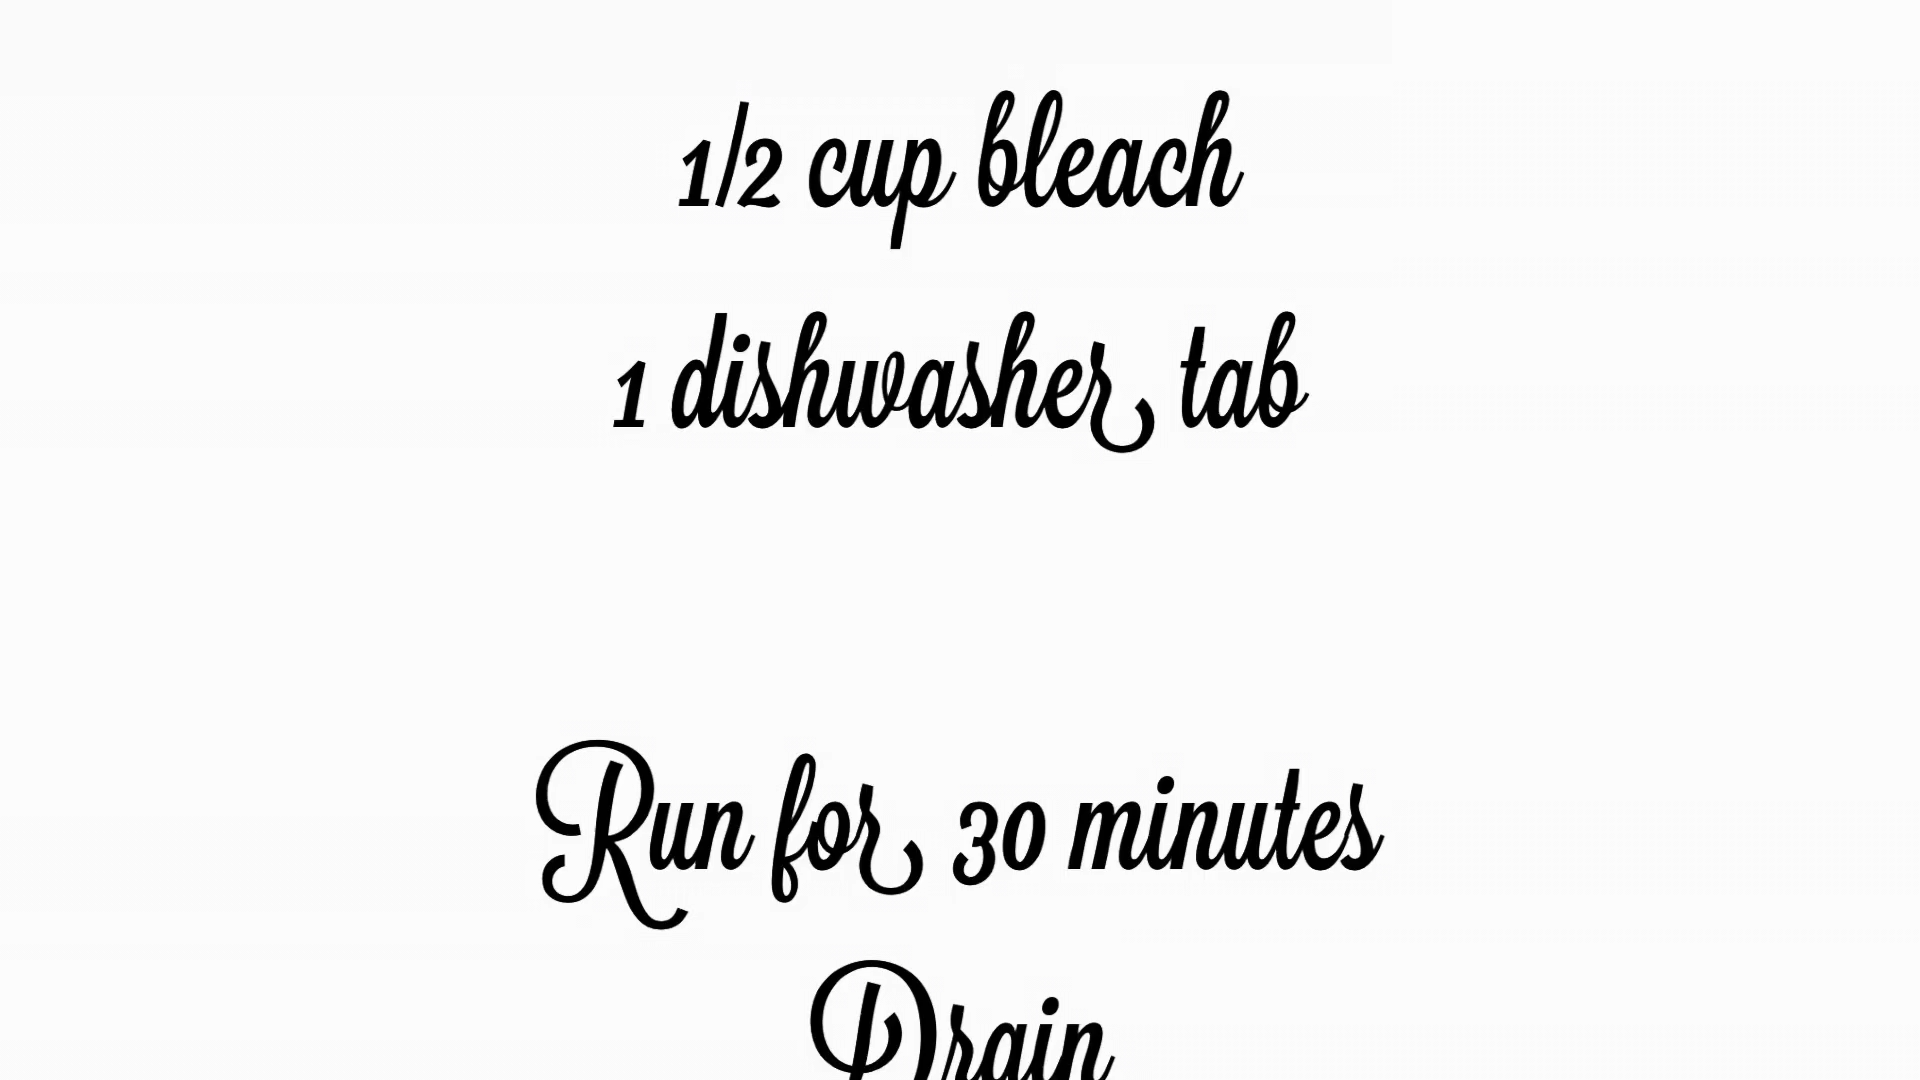 1/2 cup bleach
1 dishwasher tab
Run for 30 minutes
Drain